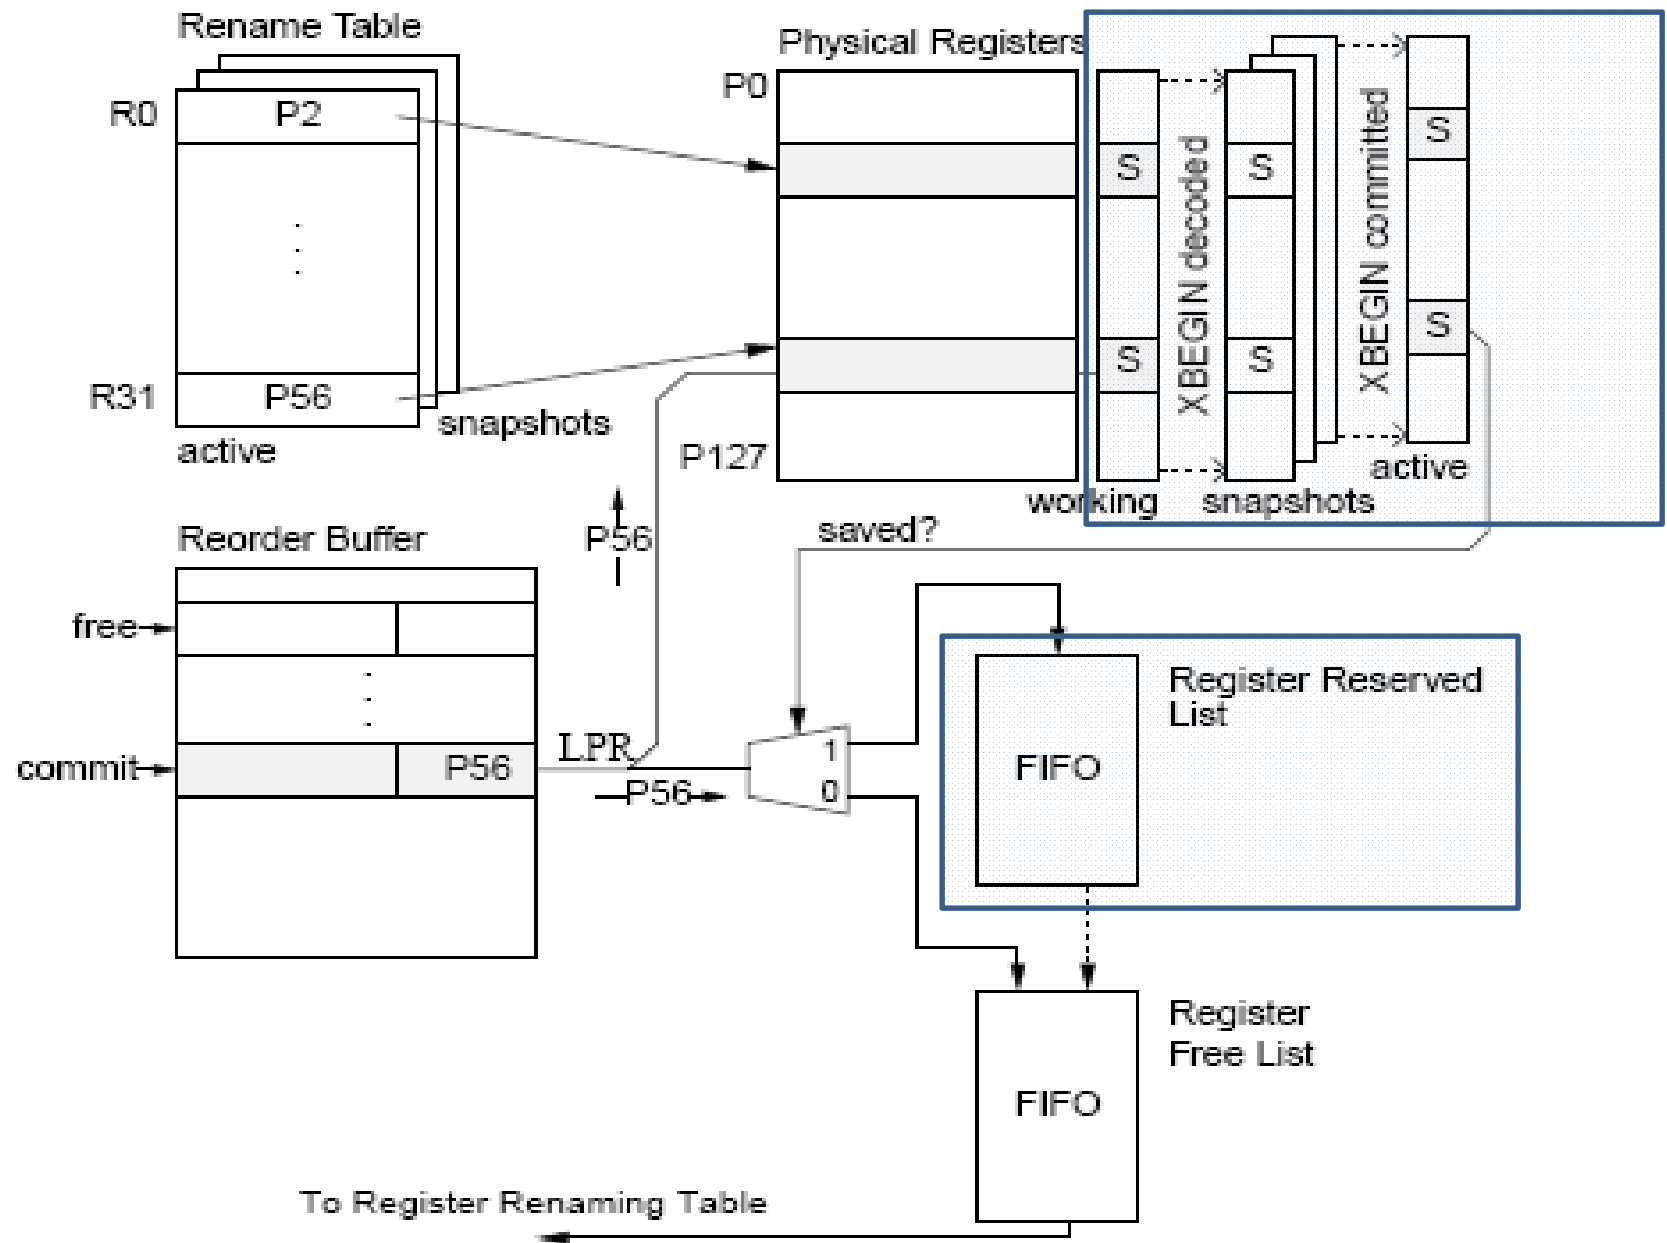 Rename Table
Physical Registers
R0
P2
P0
R31
P56
snapshots
active
P127
S
S
XBEGIN decoded
S
S
XBEGIN committed
S
S
active
working
snapshots
P56
saved?
Reorder Buffer
free
commit
P56
LPR
P56
1
0
FIFO
Register Reserved
List
FIFO
Register
Free List
To Register Renaming Table